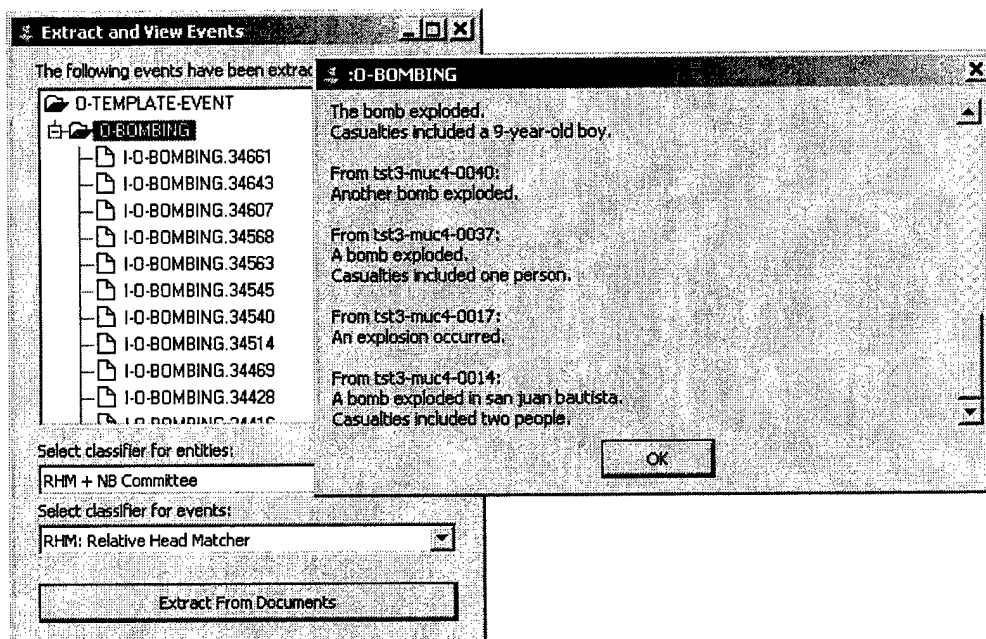 Extract and View Events
The following events have been extrac
O-TEMPLATE-EVENT
O-BOMBING
I-O-BOMBING.34661
I-O-BOMBING.34643
I-O-BOMBING.34607
I-O-BOMBING.34568
I-O-BOMBING.34563
I-O-BOMBING.34545
I-O-BOMBING.34540
I-O-BOMBING.34514
I-O-BOMBING.34469
I-O-BOMBING.34428
Select classifier for entities:
RHM + NB Committee
Select classifier for events:
RHM: Relative Head Matcher
Extract From Documents
:O-BOMBING
The bomb exploded.
Casualties included a 9-year-old boy.
From tst3-muc4-0040:
Another bomb exploded.
From tst3-muc4-0037:
A bomb exploded.
Casualties included one person.
From tst3-muc4-0017:
An explosion occurred.
From tst3-muc4-0014:
A bomb exploded in san juan bautista.
Casualties included two people.
OK